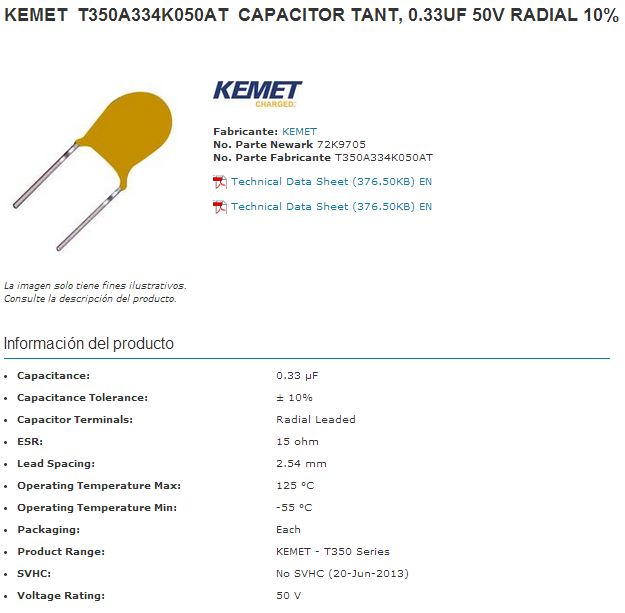 KEMET T350A334K050AT CAPACITOR TANT, 0.33UF 50V RADIAL 10%
KEMET
CHARGED.
Fabricante: KEMET
No. Parte Newark 72K9705
No. Parte Fabricante T350A334K050AT
Technical Data Sheet (376.50KB) EN
Technical Data Sheet (376.50KB) EN
La imagen solo tiene fines ilustrativos.
Consulte la descripción del producto.
Información del producto
• Capacitance: 0.33 µF
• Capacitance Tolerance: ± 10%
• Capacitor Terminals: Radial Leaded
• ESR: 15 ohm
• Lead Spacing: 2.54 mm
• Operating Temperature Max: 125 °C
• Operating Temperature Min: -55 °C
• Packaging: Each
• Product Range: KEMET - T350 Series
• SVHC: No SVHC (20-Jun-2013)
• Voltage Rating: 50 V